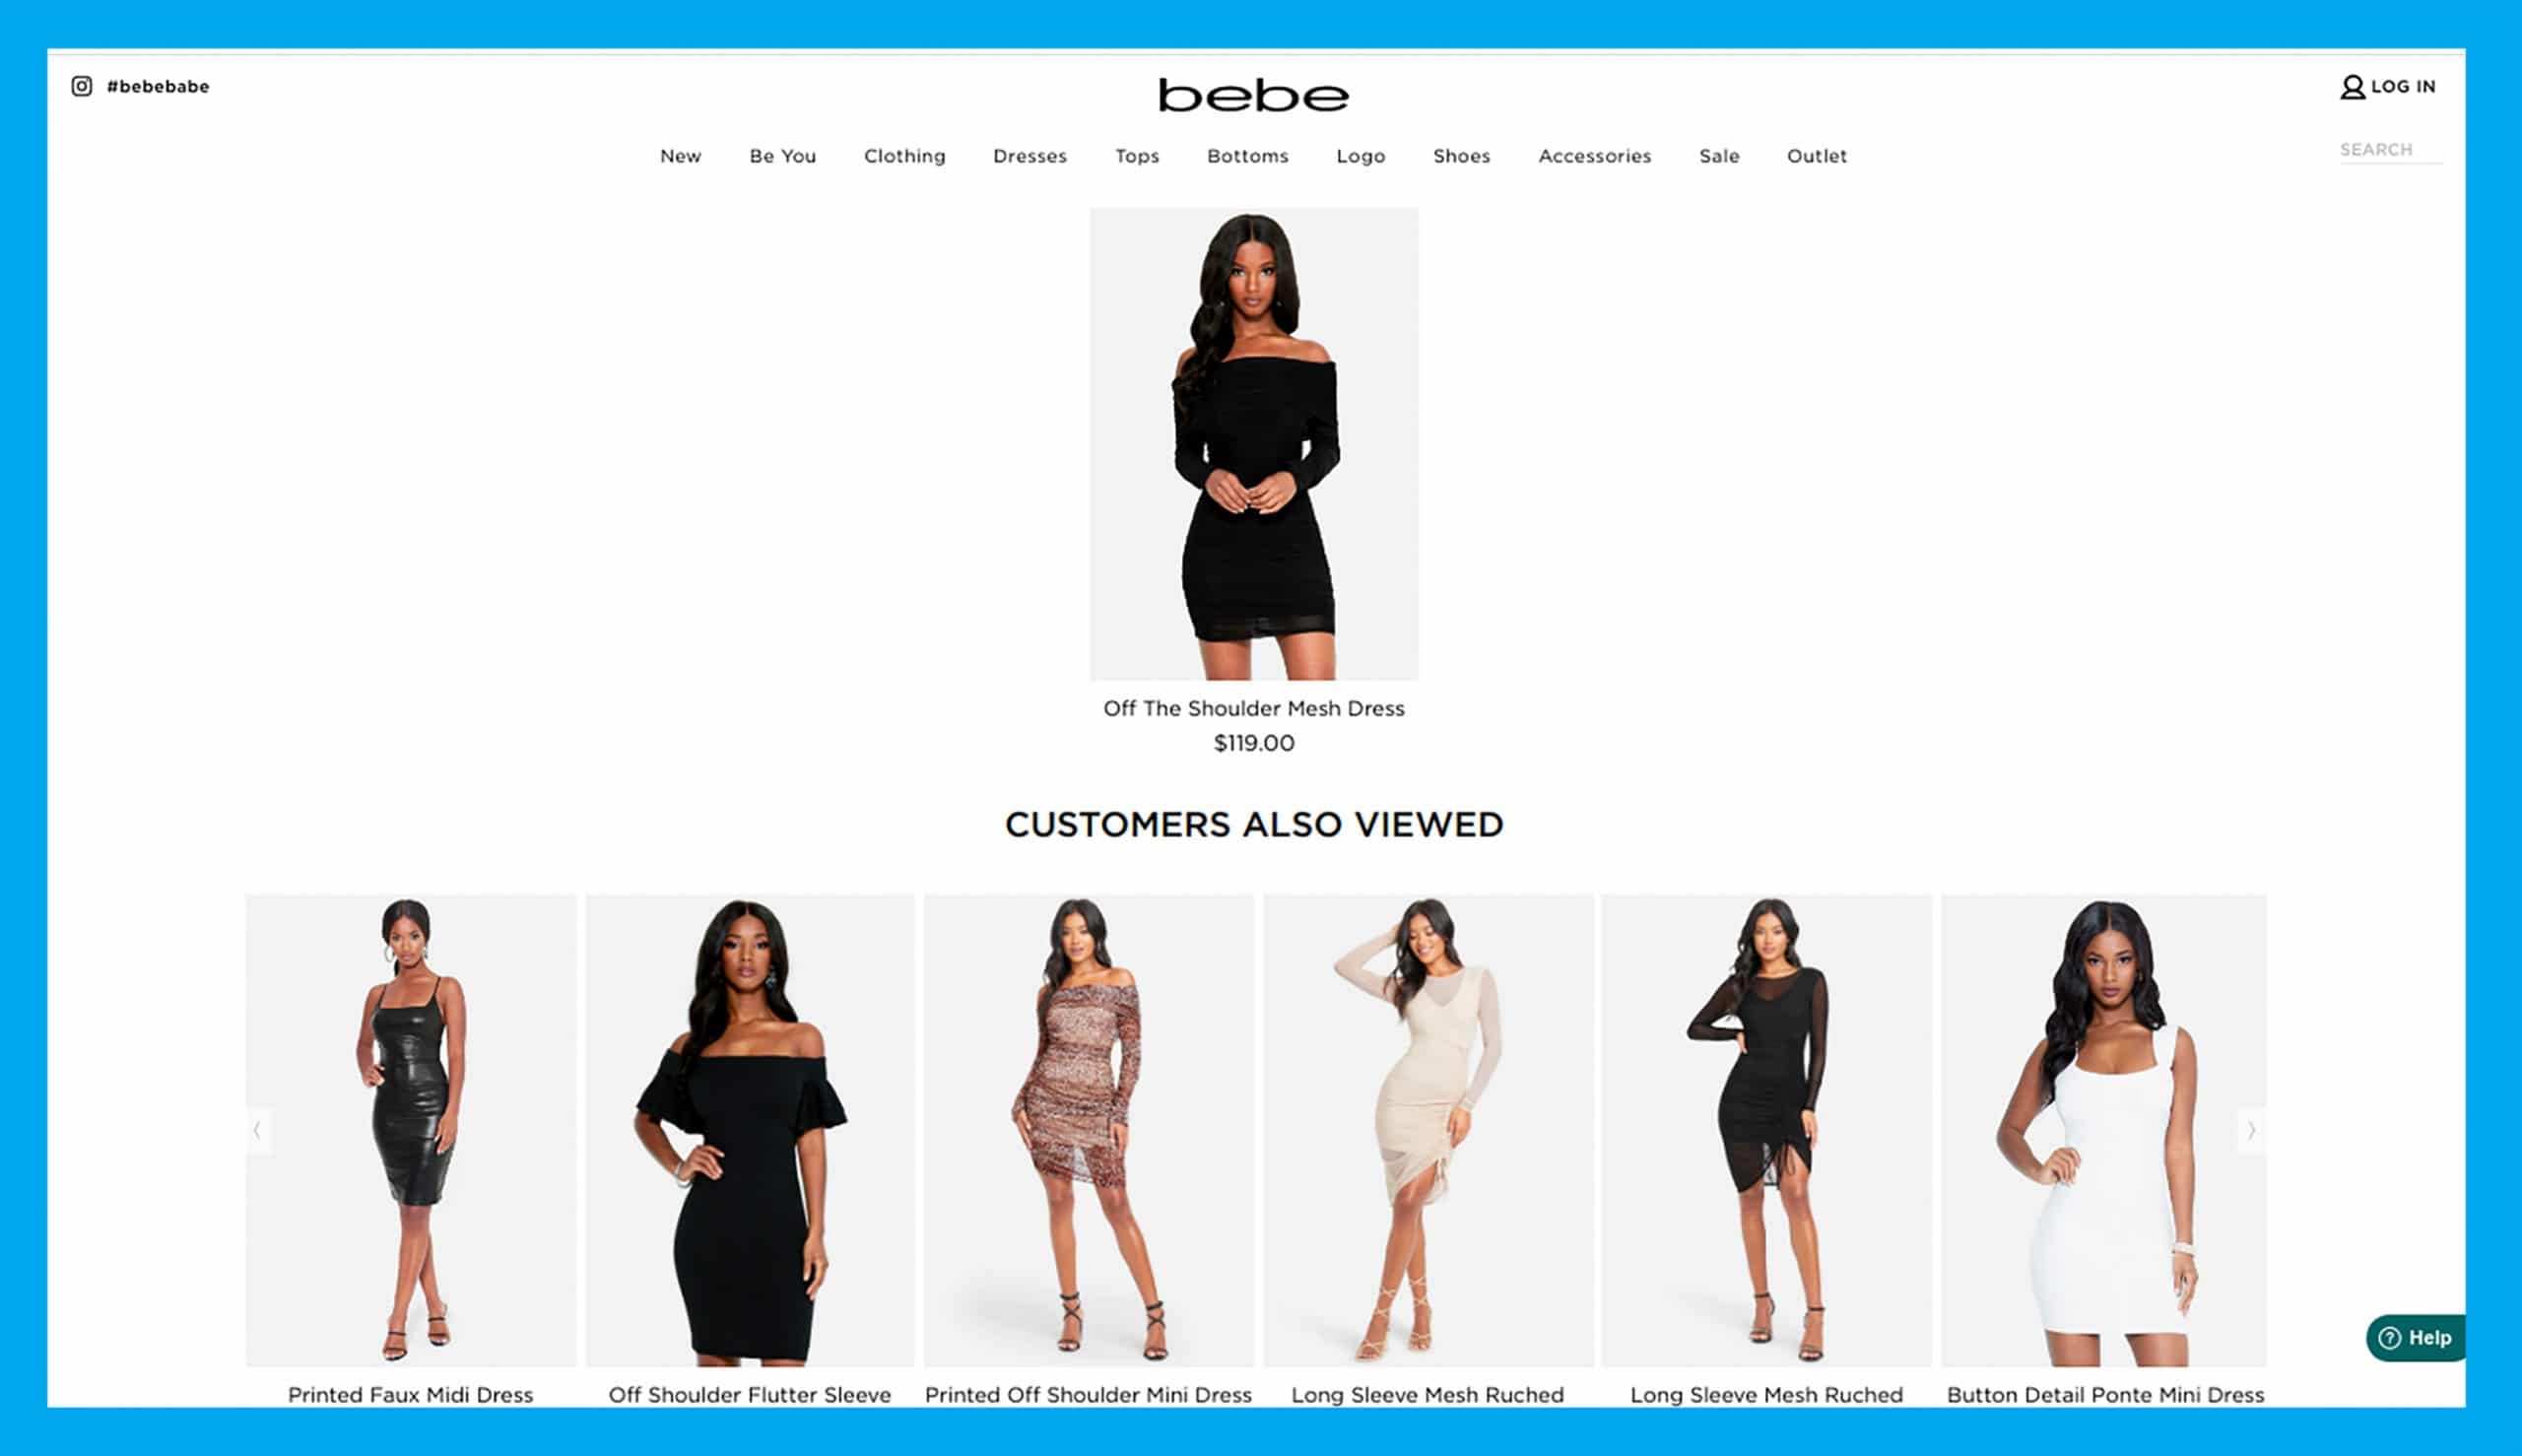 #bebebabe
bebe
LOG IN
New Be You Clothing Dresses Tops Bottoms Logo Shoes Accessories Sale Outlet
SEARCH
Off The Shoulder Mesh Dress
$119.00
CUSTOMERS ALSO VIEWED
Printed Faux Midi Dress
Off Shoulder Flutter Sleeve
Printed Off Shoulder Mini Dress
Long Sleeve Mesh Ruched
Long Sleeve Mesh Ruched
Button Detail Ponte Mini Dress
? Help